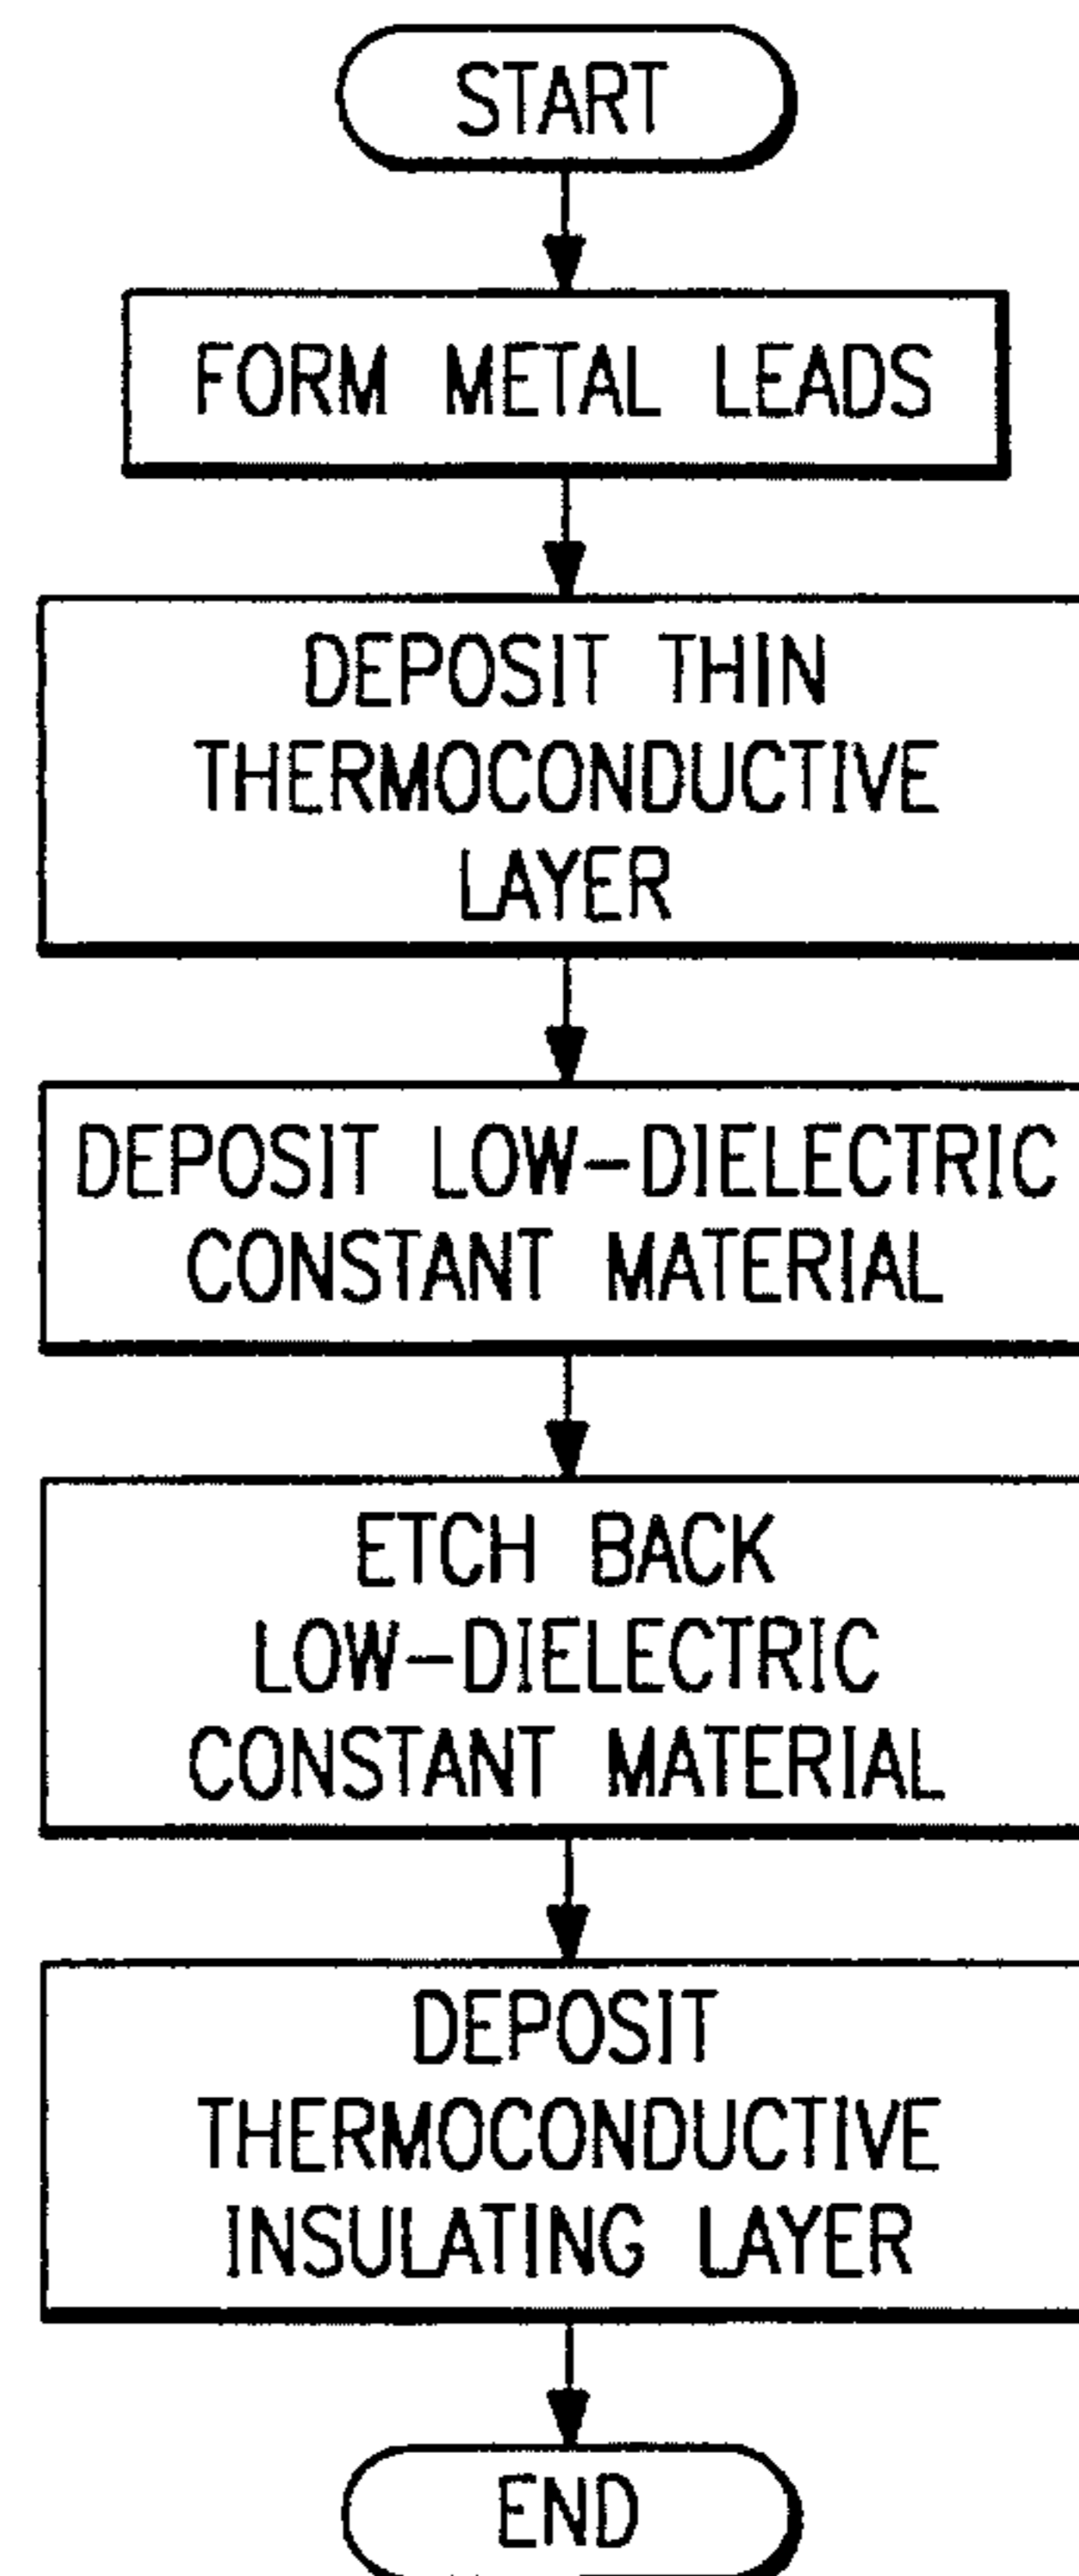 START
FORM METAL LEADS
DEPOSIT THIN
THERMOCONDUCTIVE
LAYER
DEPOSIT LOW-DIELECTRIC
CONSTANT MATERIAL
ETCH BACK
LOW-DIELECTRIC
CONSTANT MATERIAL
DEPOSIT
THERMOCONDUCTIVE
INSULATING LAYER
END